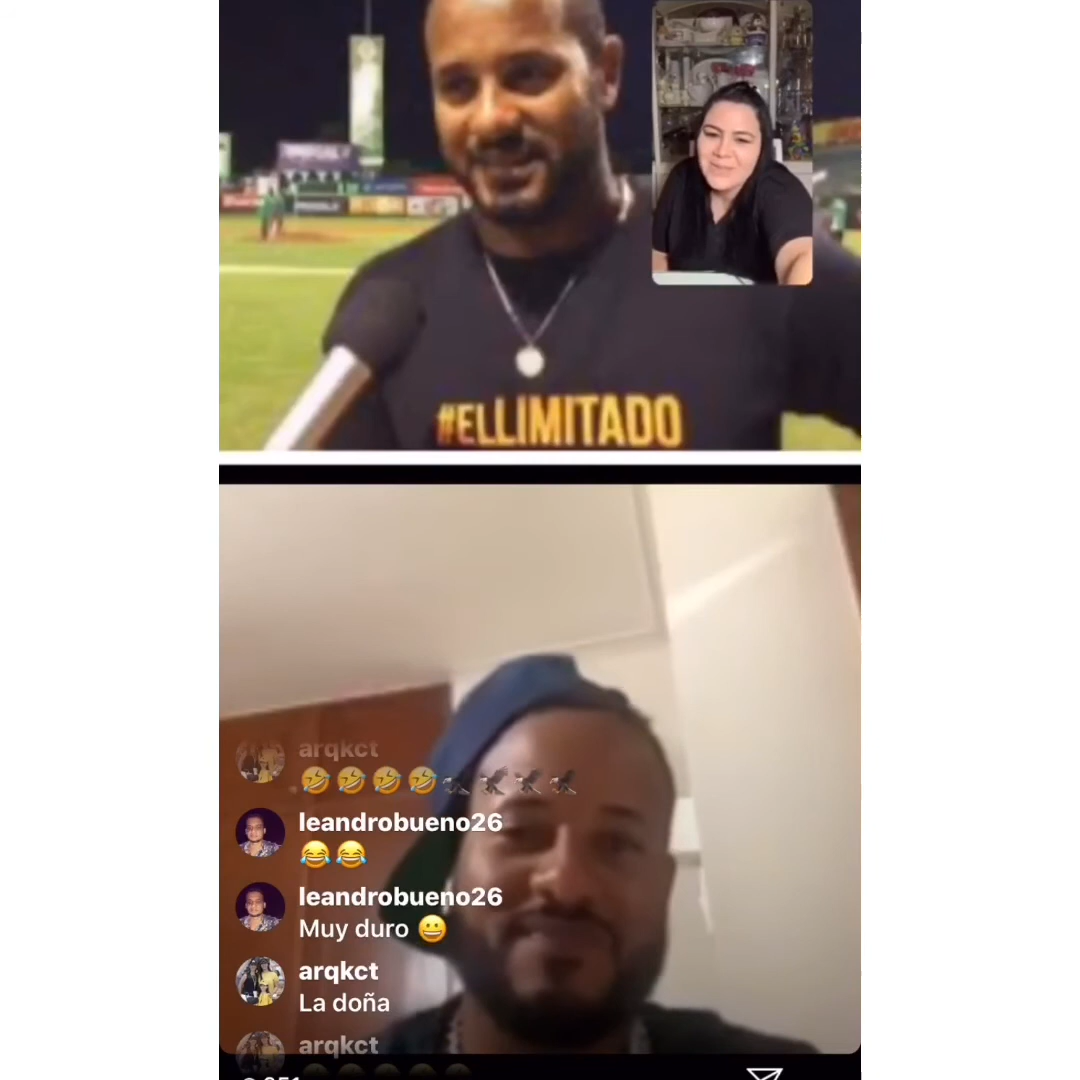 #ELLIMITADO
arqkct
🤣🤣🤣🤣🦅🦅🦅🦅
leandrobueno26
😂😂
leandrobueno26
Muy duro 😀
arqkct
La doña
arqkct